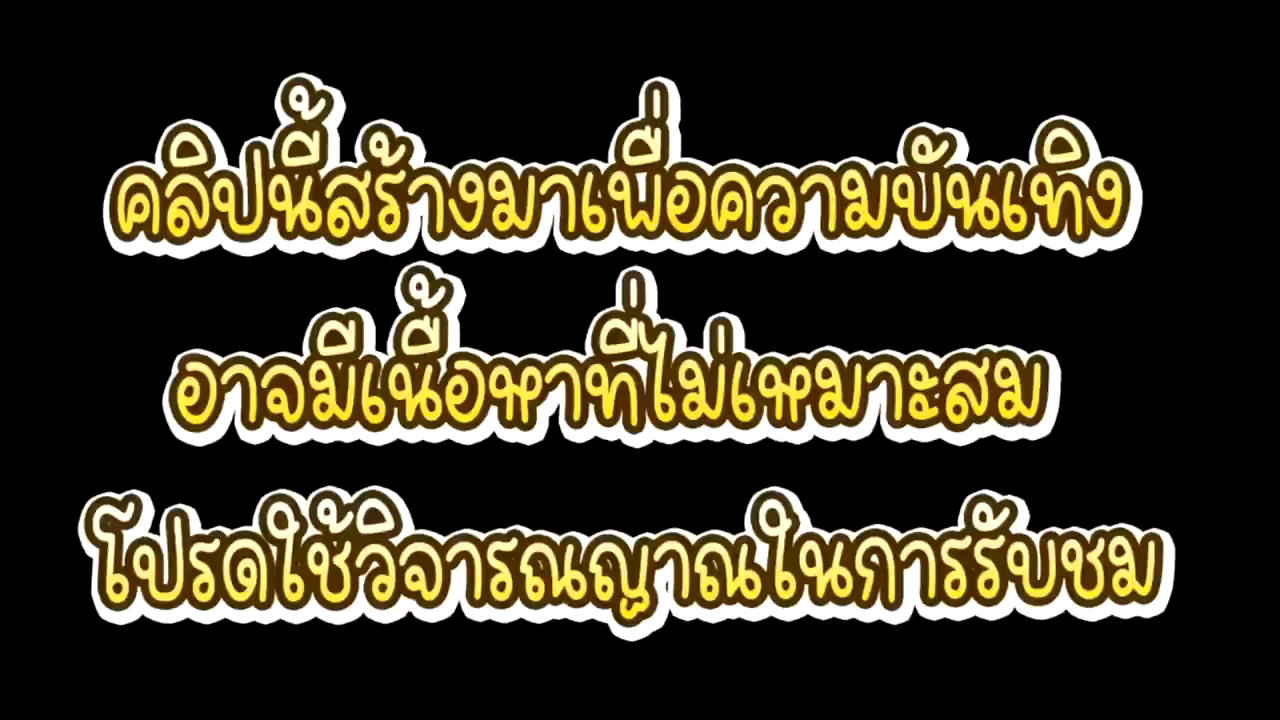 คลิปนี้สร้างมาเพื่อความบันเทิง
อาจมีเนื้อหาที่ไม่เหมาะสม
โปรดใช้วิจารณญาณในการรับชม